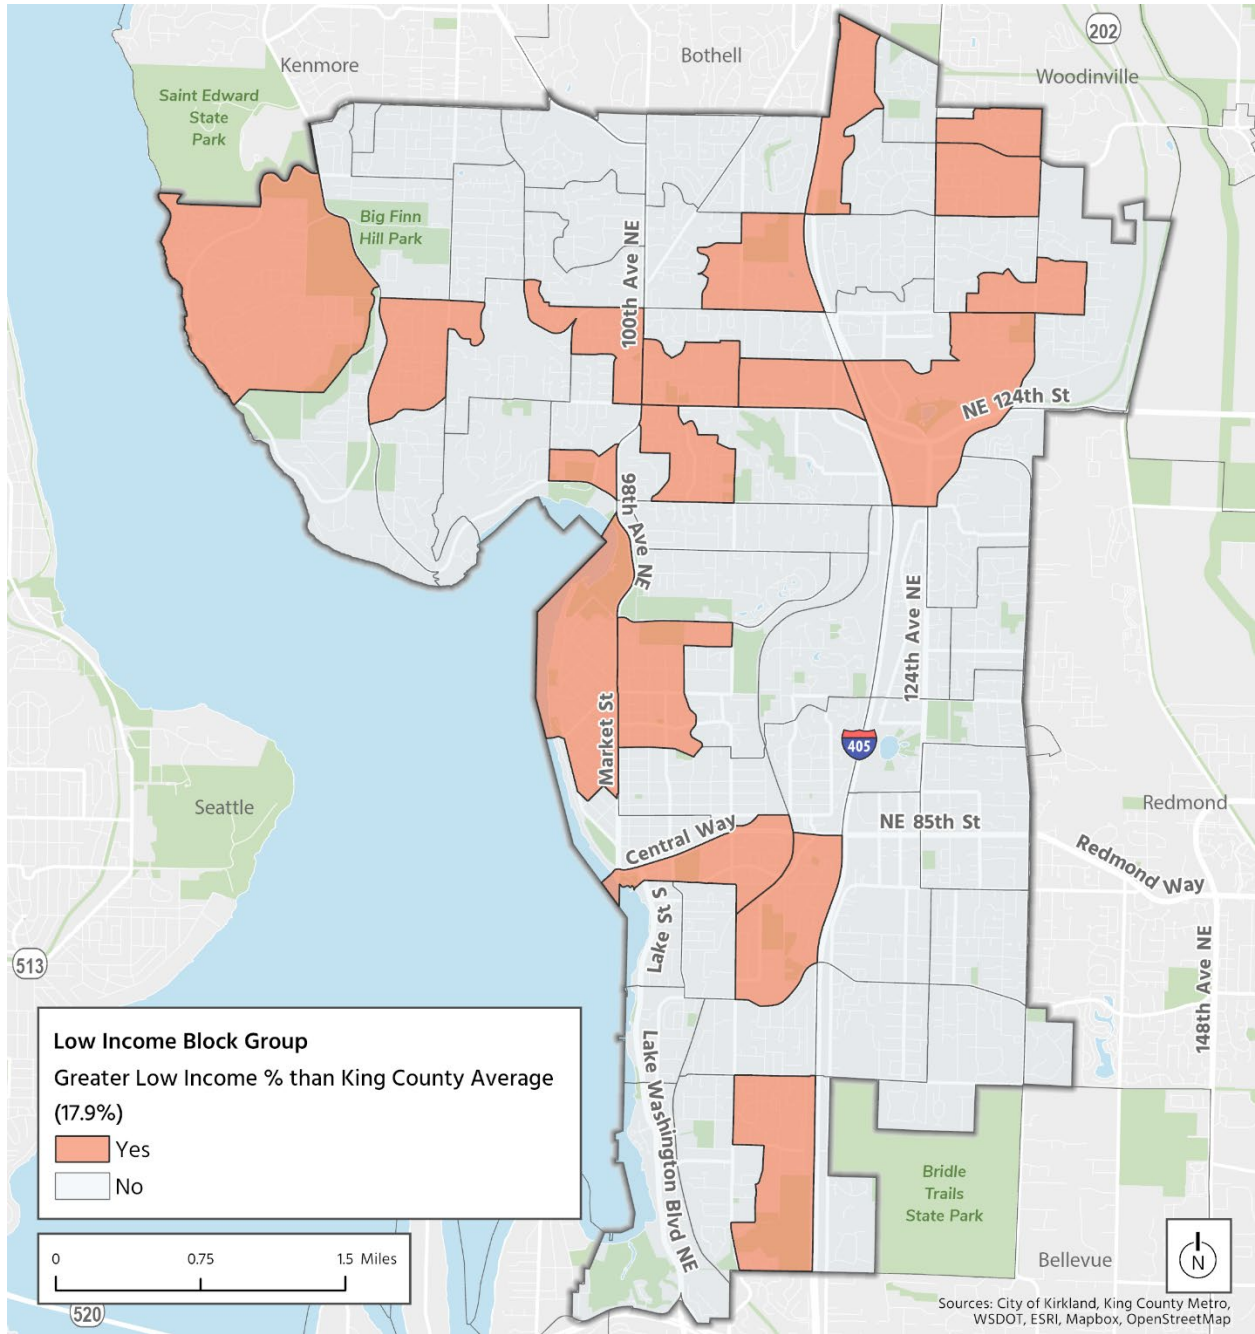 202
Bothell
Kenmore
Woodinville
Saint Edward
State
Park
Big Finn
Hill Park
100th Ave NE
NE 124th St
98th Ave NE
124th Ave NE
Market St
405
Seattle
Redmond
NE 85th St
Central Way
Redmond Way
Lake St S
513
148th Ave NE
Low Income Block Group
Greater Low Income % than King County Average
(17.9%)
Yes
No
Lake Washington Blvd NE
Bridle
Trails
State Park
0 0.75 1.5 Miles
Bellevue
N
520
Sources: City of Kirkland, King County Metro,
WSDOT, ESRI, Mapbox, OpenStreetMap